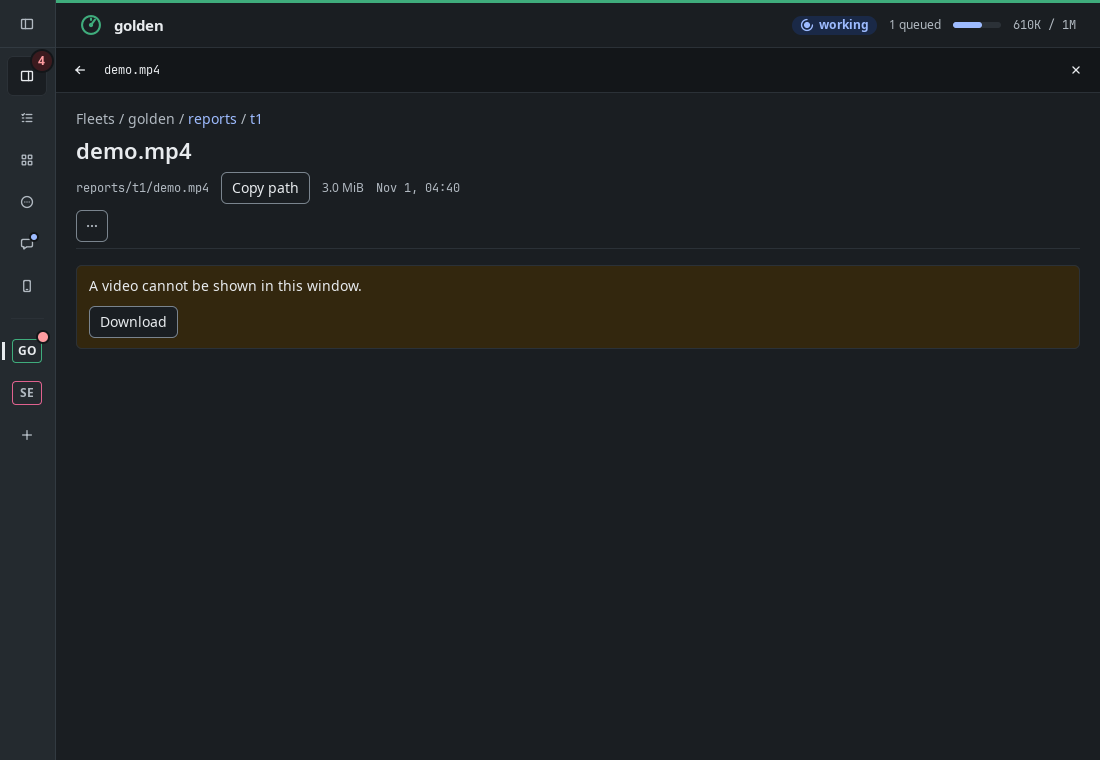 golden
working
1 queued
610K / 1M
4
demo.mp4
Fleets / golden / reports / t1
demo.mp4
reports/t1/demo.mp4
Copy path
3.0 MiB
Nov 1, 04:40
A video cannot be shown in this window.
Download
GO
SE